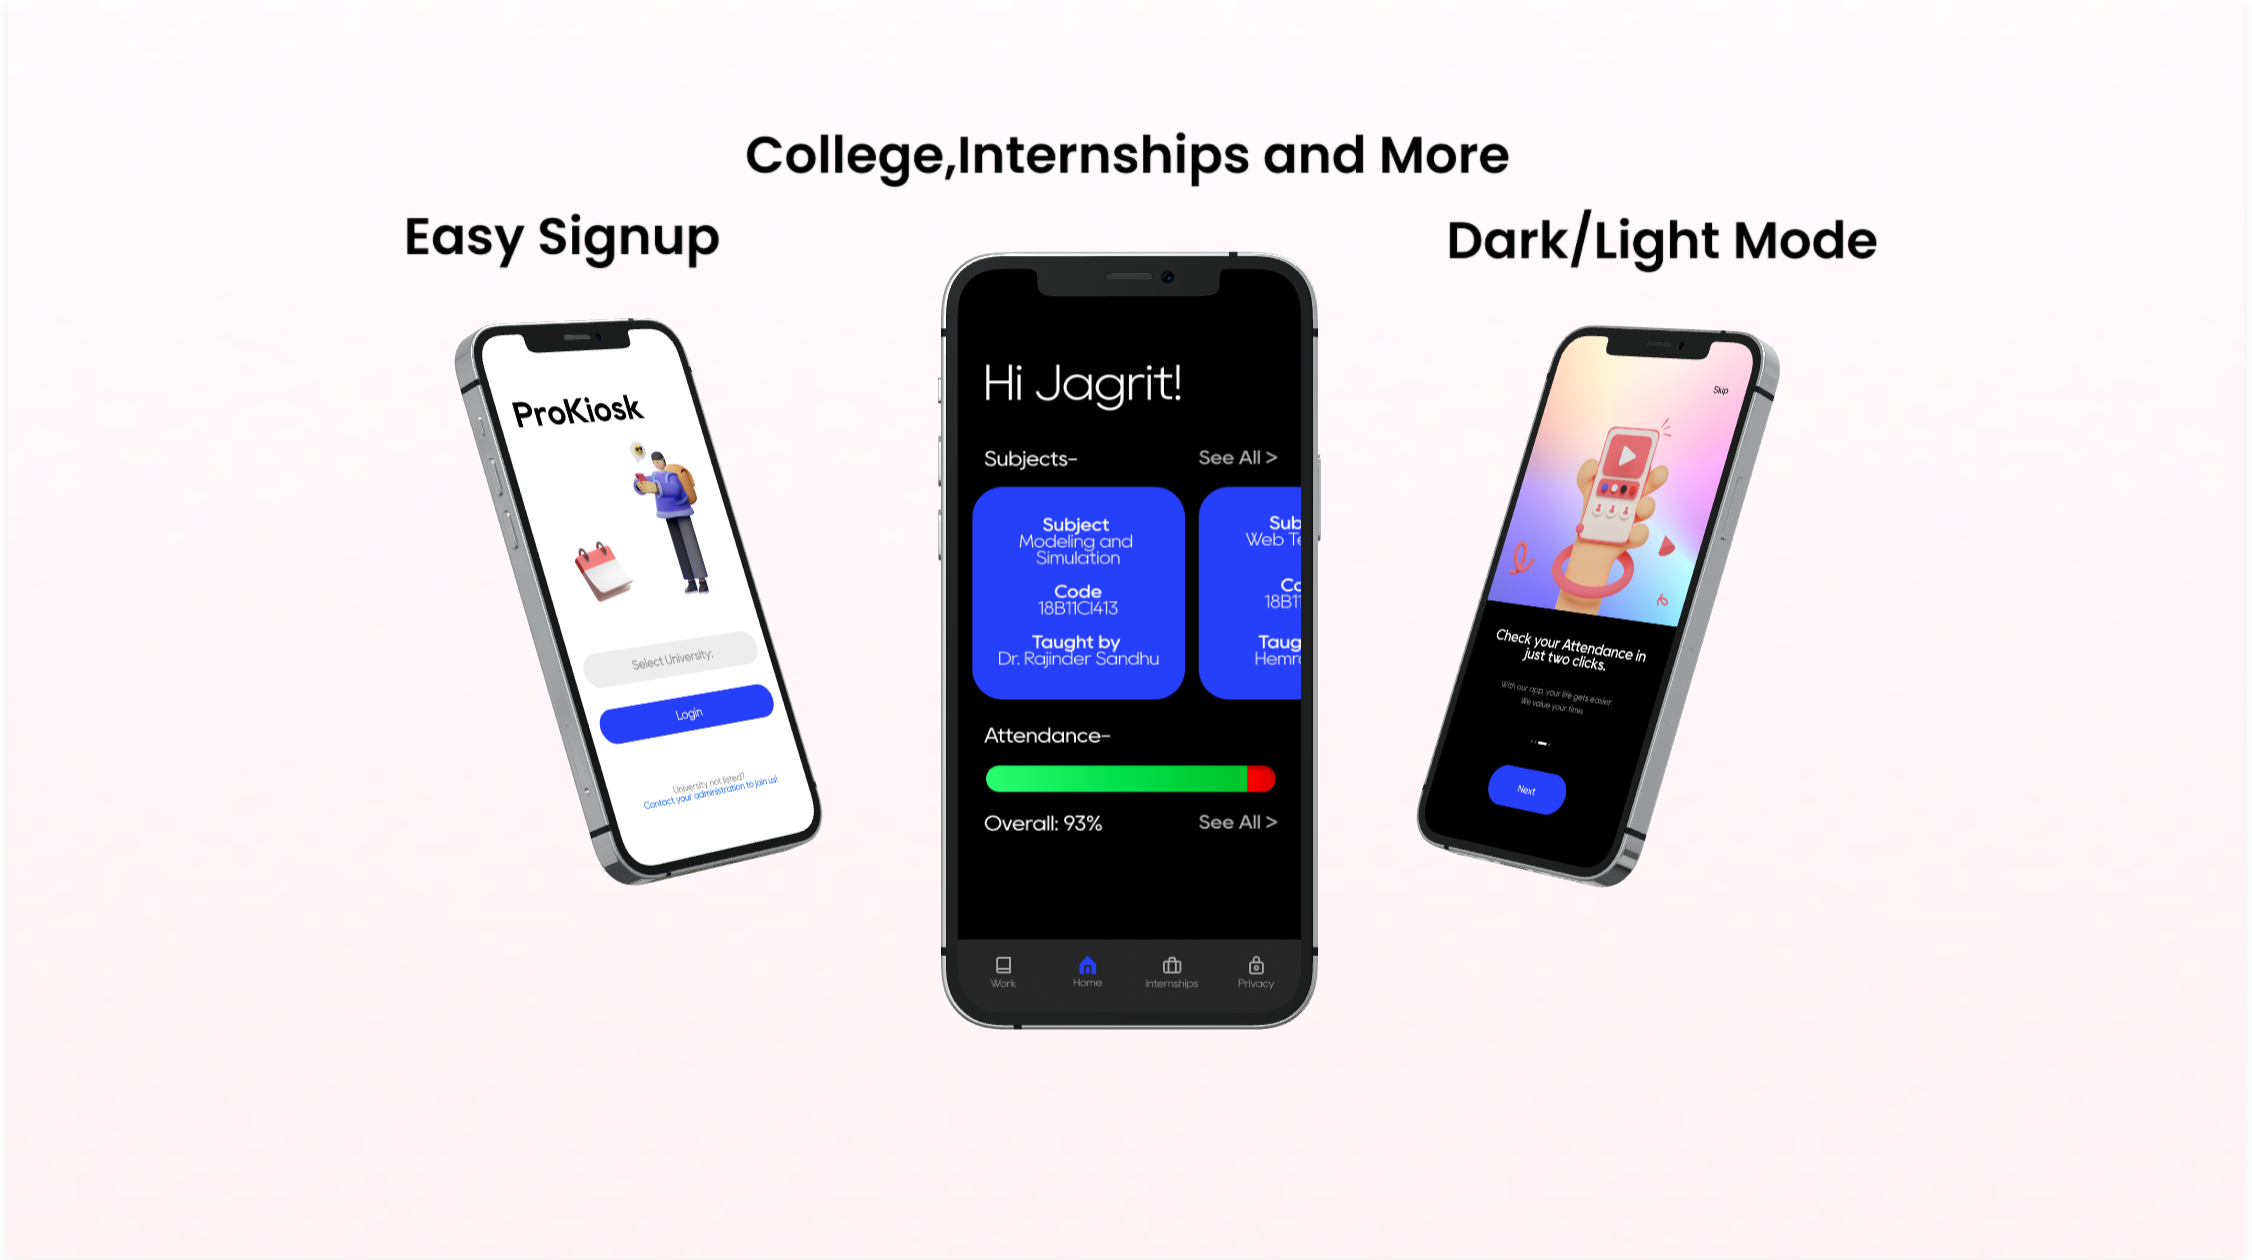 College,Internships and More
Easy Signup
Dark/Light Mode
ProKiosk
Select University:
Login
University not listed?
Contact your administration to join us!
Hi Jagrit!
Subjects-
See All >
Subject
Modeling and
Simulation
Code
18B11CI413
Taught by
Dr. Rajinder Sandhu
Sub
Web Te
Co
18B11
Taug
Hemra
Attendance-
Overall: 93%
See All >
Work
Home
Internships
Privacy
Skip
Check your Attendance in
just two clicks.
With our app, your life gets easier.
We value your time.
Next